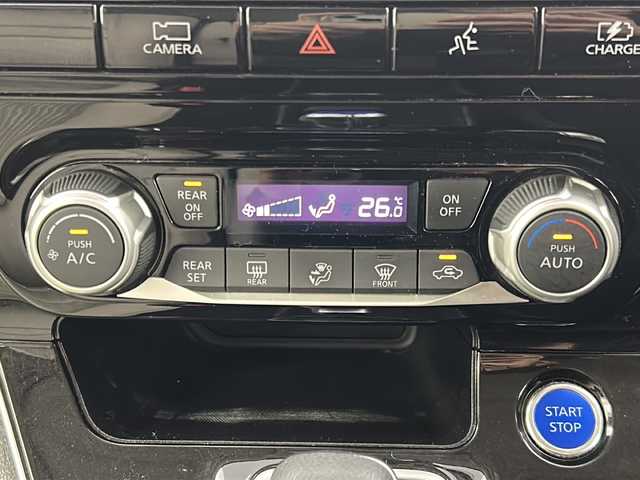 CAMERA
CHARGE
REAR
ON
OFF
26.0 °C
ON
OFF
PUSH
A/C
PUSH
AUTO
REAR
SET
REAR
FRONT
START
STOP